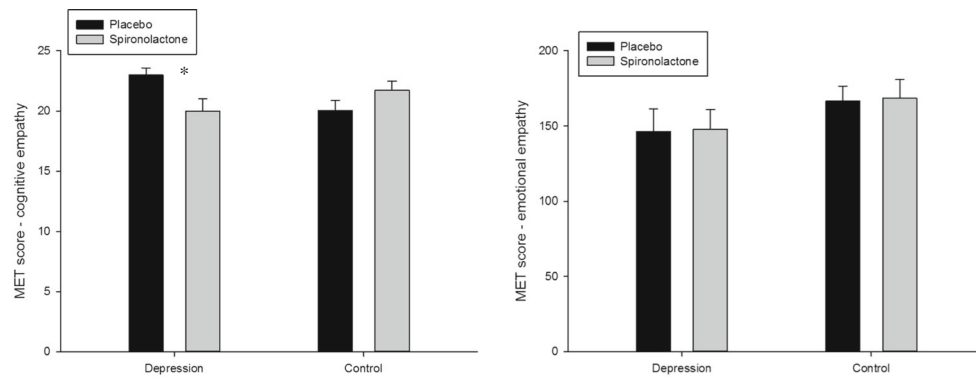 Placebo
Spironolactone
*
25
20
15
10
5
0
MET score - cognitive empathy
Depression
Control
Placebo
Spironolactone
200
150
100
50
0
MET score - emotional empathy
Depression
Control